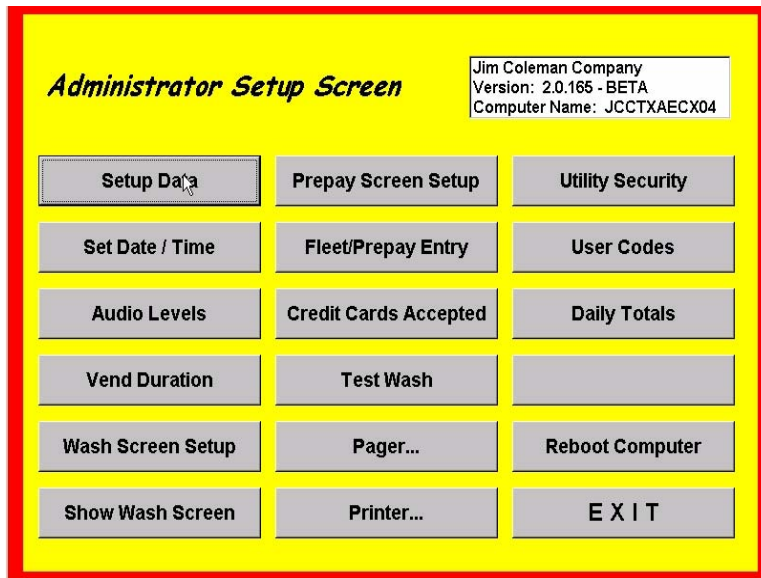 Administrator Setup Screen
Jim Coleman Company
Version: 2.0.165 - BETA
Computer Name: JCCTXAECX04
Setup Data
Prepay Screen Setup
Utility Security
Set Date / Time
Fleet/Prepay Entry
User Codes
Audio Levels
Credit Cards Accepted
Daily Totals
Vend Duration
Test Wash
Wash Screen Setup
Pager...
Reboot Computer
Show Wash Screen
Printer...
E X I T